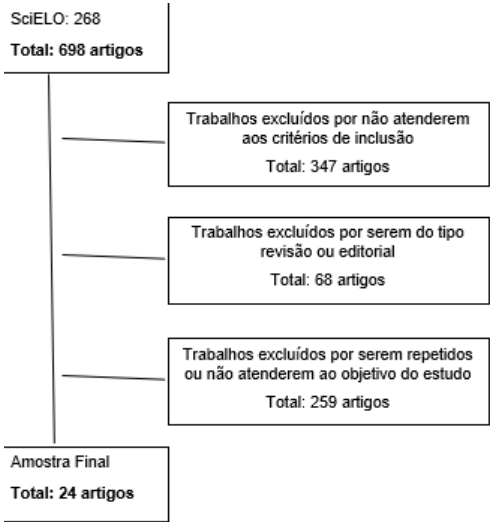 SciELO: 268
Total: 698 artigos
Trabalhos excluídos por não atenderem
aos critérios de inclusão
Total: 347 artigos
Trabalhos excluídos por serem do tipo
revisão ou editorial
Total: 68 artigos
Trabalhos excluídos por serem repetidos
ou não atenderem ao objetivo do estudo
Total: 259 artigos
Amostra Final
Total: 24 artigos